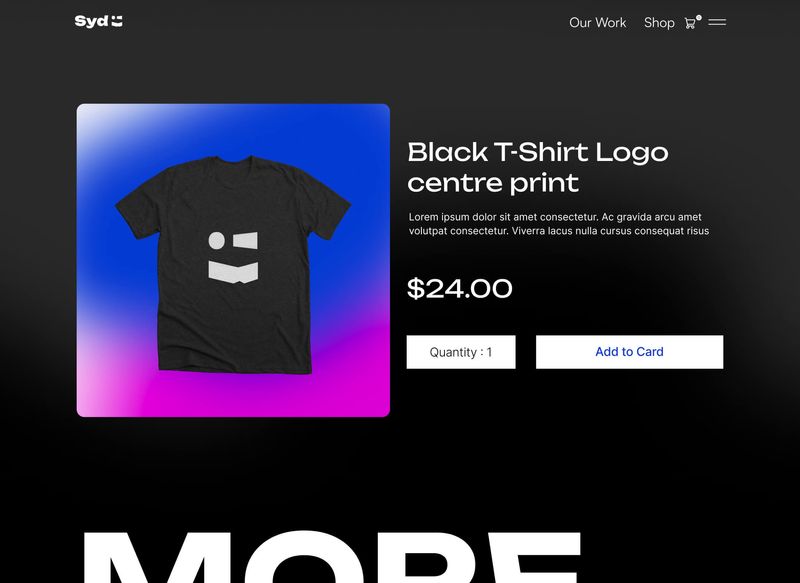 Syd
Our Work
Shop
Black T-Shirt Logo
centre print
Lorem ipsum dolor sit amet consectetur. Ac gravida arcu amet
volutpat consectetur. Viverra lacus nulla cursus consequat risus
$24.00
Quantity : 1
Add to Card
MORE